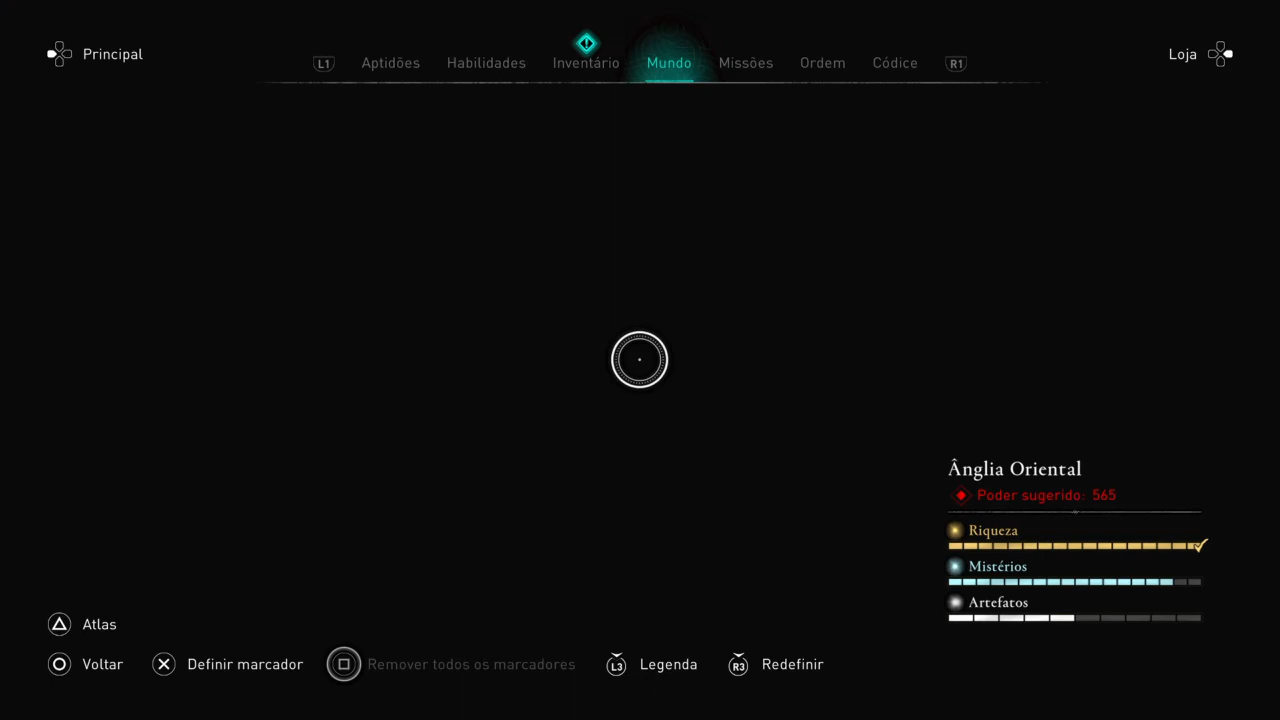 Principal
L1 Aptidões Habilidades Inventário Mundo Missões Ordem Códice R1
Loja
Ânglia Oriental
Poder sugerido: 565
Riqueza
Mistérios
Artefatos
Atlas
Voltar Definir marcador Remover todos os marcadores L3 Legenda R3 Redefinir